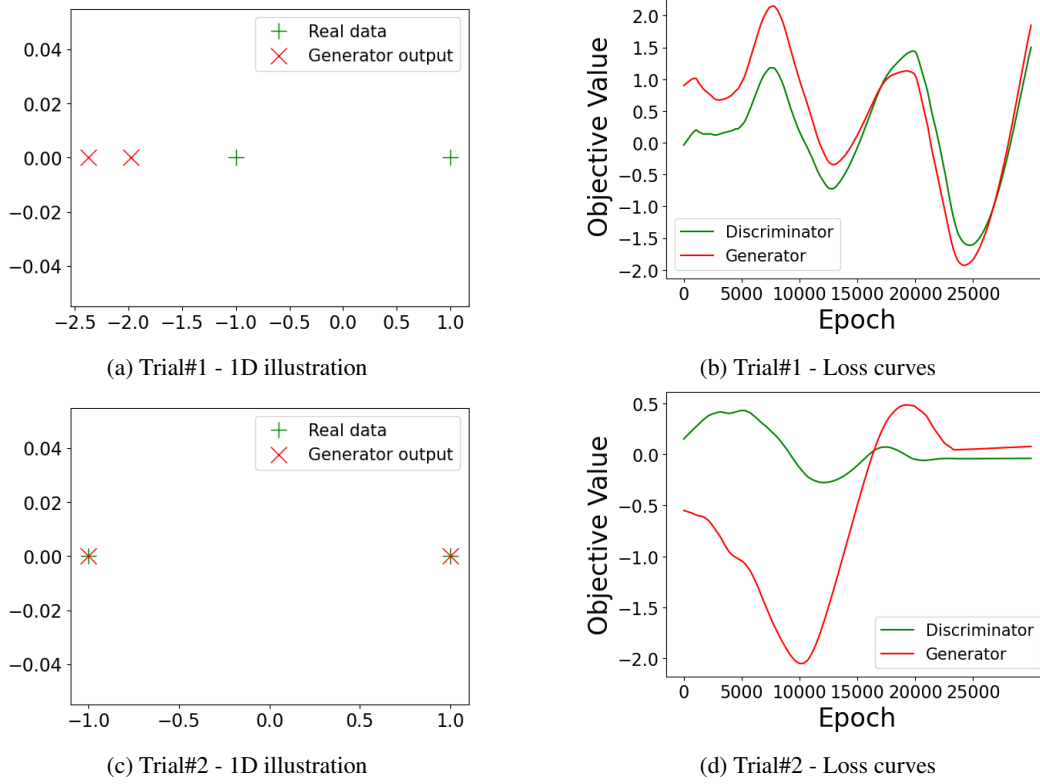 0.04
0.02
0.00
−0.02
−0.04
Real data
Generator output
−2.5 −2.0 −1.5 −1.0 −0.5 0.0 0.5 1.0
(a) Trial#1 - 1D illustration
Objective Value
2.0
1.5
1.0
0.5
0.0
−0.5
−1.0
−1.5
−2.0
Discriminator
Generator
0 5000 10000 15000 20000 25000
Epoch
(b) Trial#1 - Loss curves
0.04
0.02
0.00
−0.02
−0.04
Real data
Generator output
−1.0 −0.5 0.0 0.5 1.0
(c) Trial#2 - 1D illustration
Objective Value
0.5
0.0
−0.5
−1.0
−1.5
−2.0
Discriminator
Generator
0 5000 10000 15000 20000 25000
Epoch
(d) Trial#2 - Loss curves